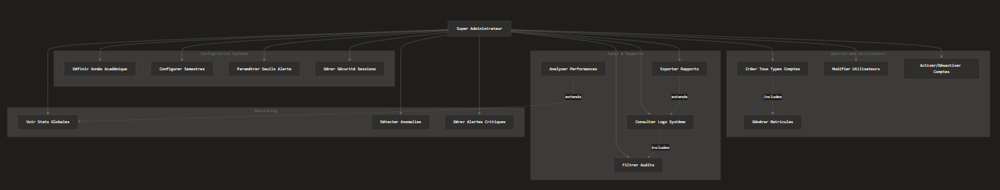 Super Administrateur
Configuration Système
Définir Année Académique
Configurer Semestres
Paramétrer Seuils Alerte
Gérer Sécurité Sessions
Audit & Rapports
Analyser Performances
Exporter Rapports
extends
extends
Consulter Logs Système
includes
Filtrer Audits
Gestion des Utilisateurs
Créer Tous Types Comptes
Modifier Utilisateurs
Activer/Désactiver
Comptes
includes
Générer Matricules
Monitoring
Voir Stats Globales
Détecter Anomalies
Gérer Alertes Critiques